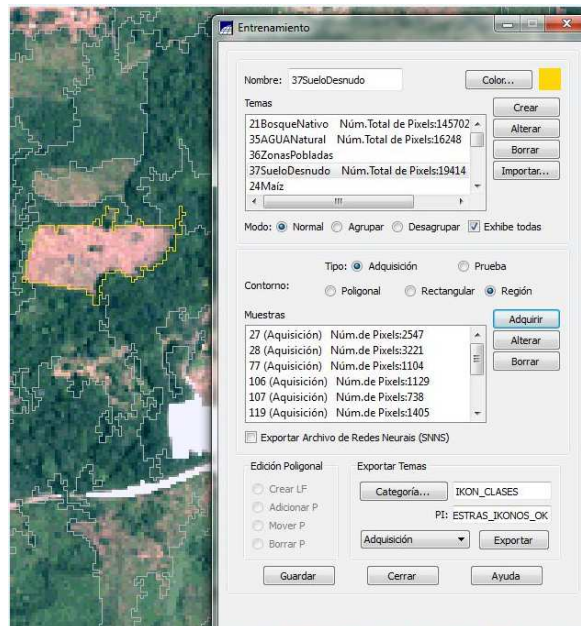 Entrenamiento
Nombre: 37SueloDesnudo Color...
Temas
Crear
21BosqueNativo Núm.Total de Pixels:145702
Alterar
35AGUANatural Núm.Total de Pixels:16248
36ZonasPobladas
Borrar
37SueloDesnudo Núm.Total de Pixels:19414
Importar...
24Maíz
Modo: Normal Agrupar Desagrupar Exhibe todas
Tipo: Adquisición Prueba
Contorno: Poligonal Rectangular Región
Muestras
Adquirir
27 (Aquisición) Núm.de Pixels:2547
28 (Aquisición) Núm.de Pixels:3221
Alterar
77 (Aquisición) Núm.de Pixels:1104
Borrar
106 (Aquisición) Núm.de Pixels:1129
107 (Aquisición) Núm.de Pixels:738
119 (Aquisición) Núm.de Pixels:1405
Exportar Archivo de Redes Neurais (SNNS)
Edición Poligonal
Crear LF
Adicionar P
Mover P
Borrar P
Exportar Temas
Categoría... IKON_CLASES
PI: ESTRAS_IKONOS_OK
Adquisición Exportar
Guardar Cerrar Ayuda